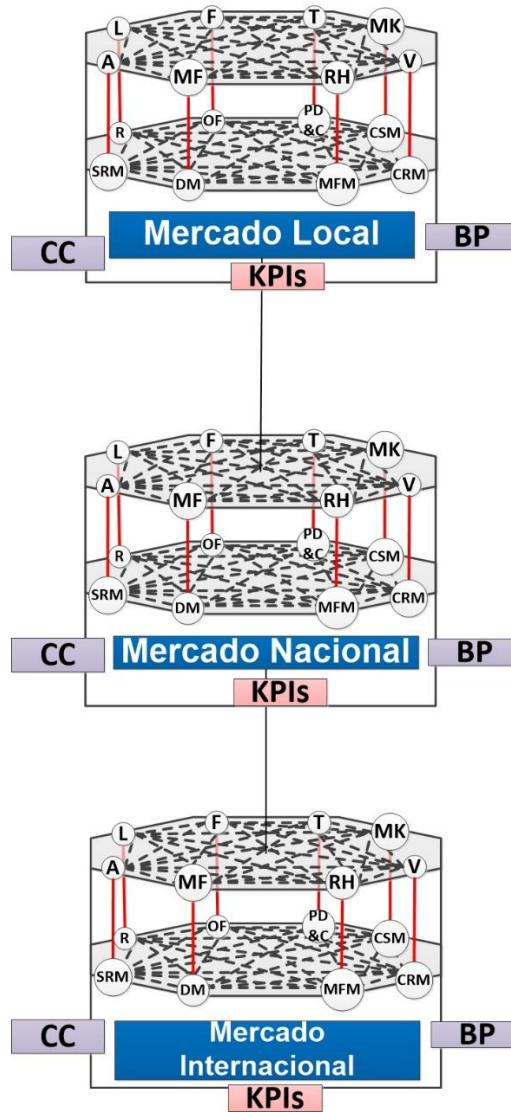 L
F
T
MK
A
MF
RH
V
R
OF
PD
&C
CSM
SRM
DM
MFM
CRM
Mercado Local
CC
BP
KPIs
L
F
T
MK
A
MF
RH
V
R
OF
PD
&C
CSM
SRM
DM
MFM
CRM
Mercado Nacional
CC
BP
KPIs
L
F
T
MK
A
MF
RH
V
R
OF
PD
&C
CSM
SRM
DM
MFM
CRM
Mercado
Internacional
CC
BP
KPIs